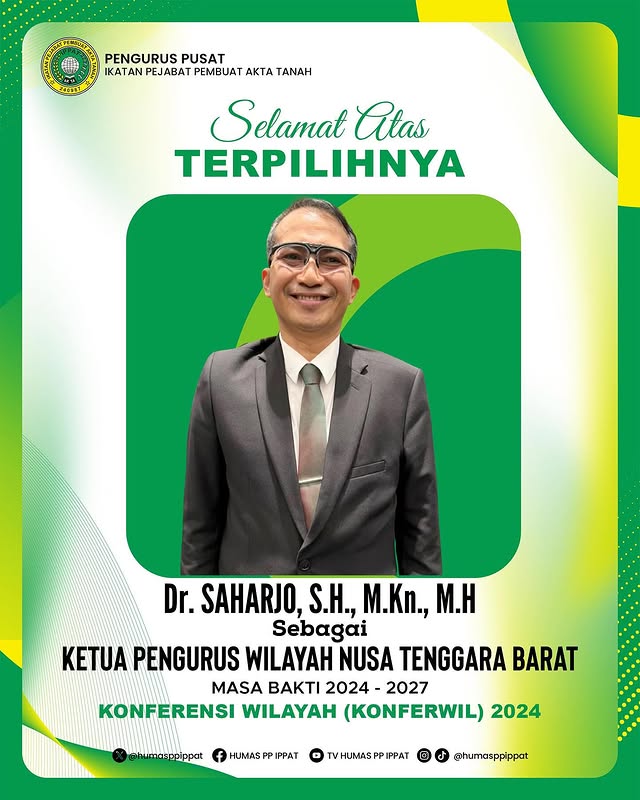 PENGURUS PUSAT
IKATAN PEJABAT PEMBUAT AKTA TANAH
Selamat Atas
TERPILIHNYA
Dr. SAHARJO, S.H., M.Kn., M.H
Sebagai
KETUA PENGURUS WILAYAH NUSA TENGGARA BARAT
MASA BAKTI 2024 - 2027
KONFERENSI WILAYAH (KONFERWIL) 2024
@humasppippat HUMAS PP IPPAT TV HUMAS PP IPPAT @humasppippat